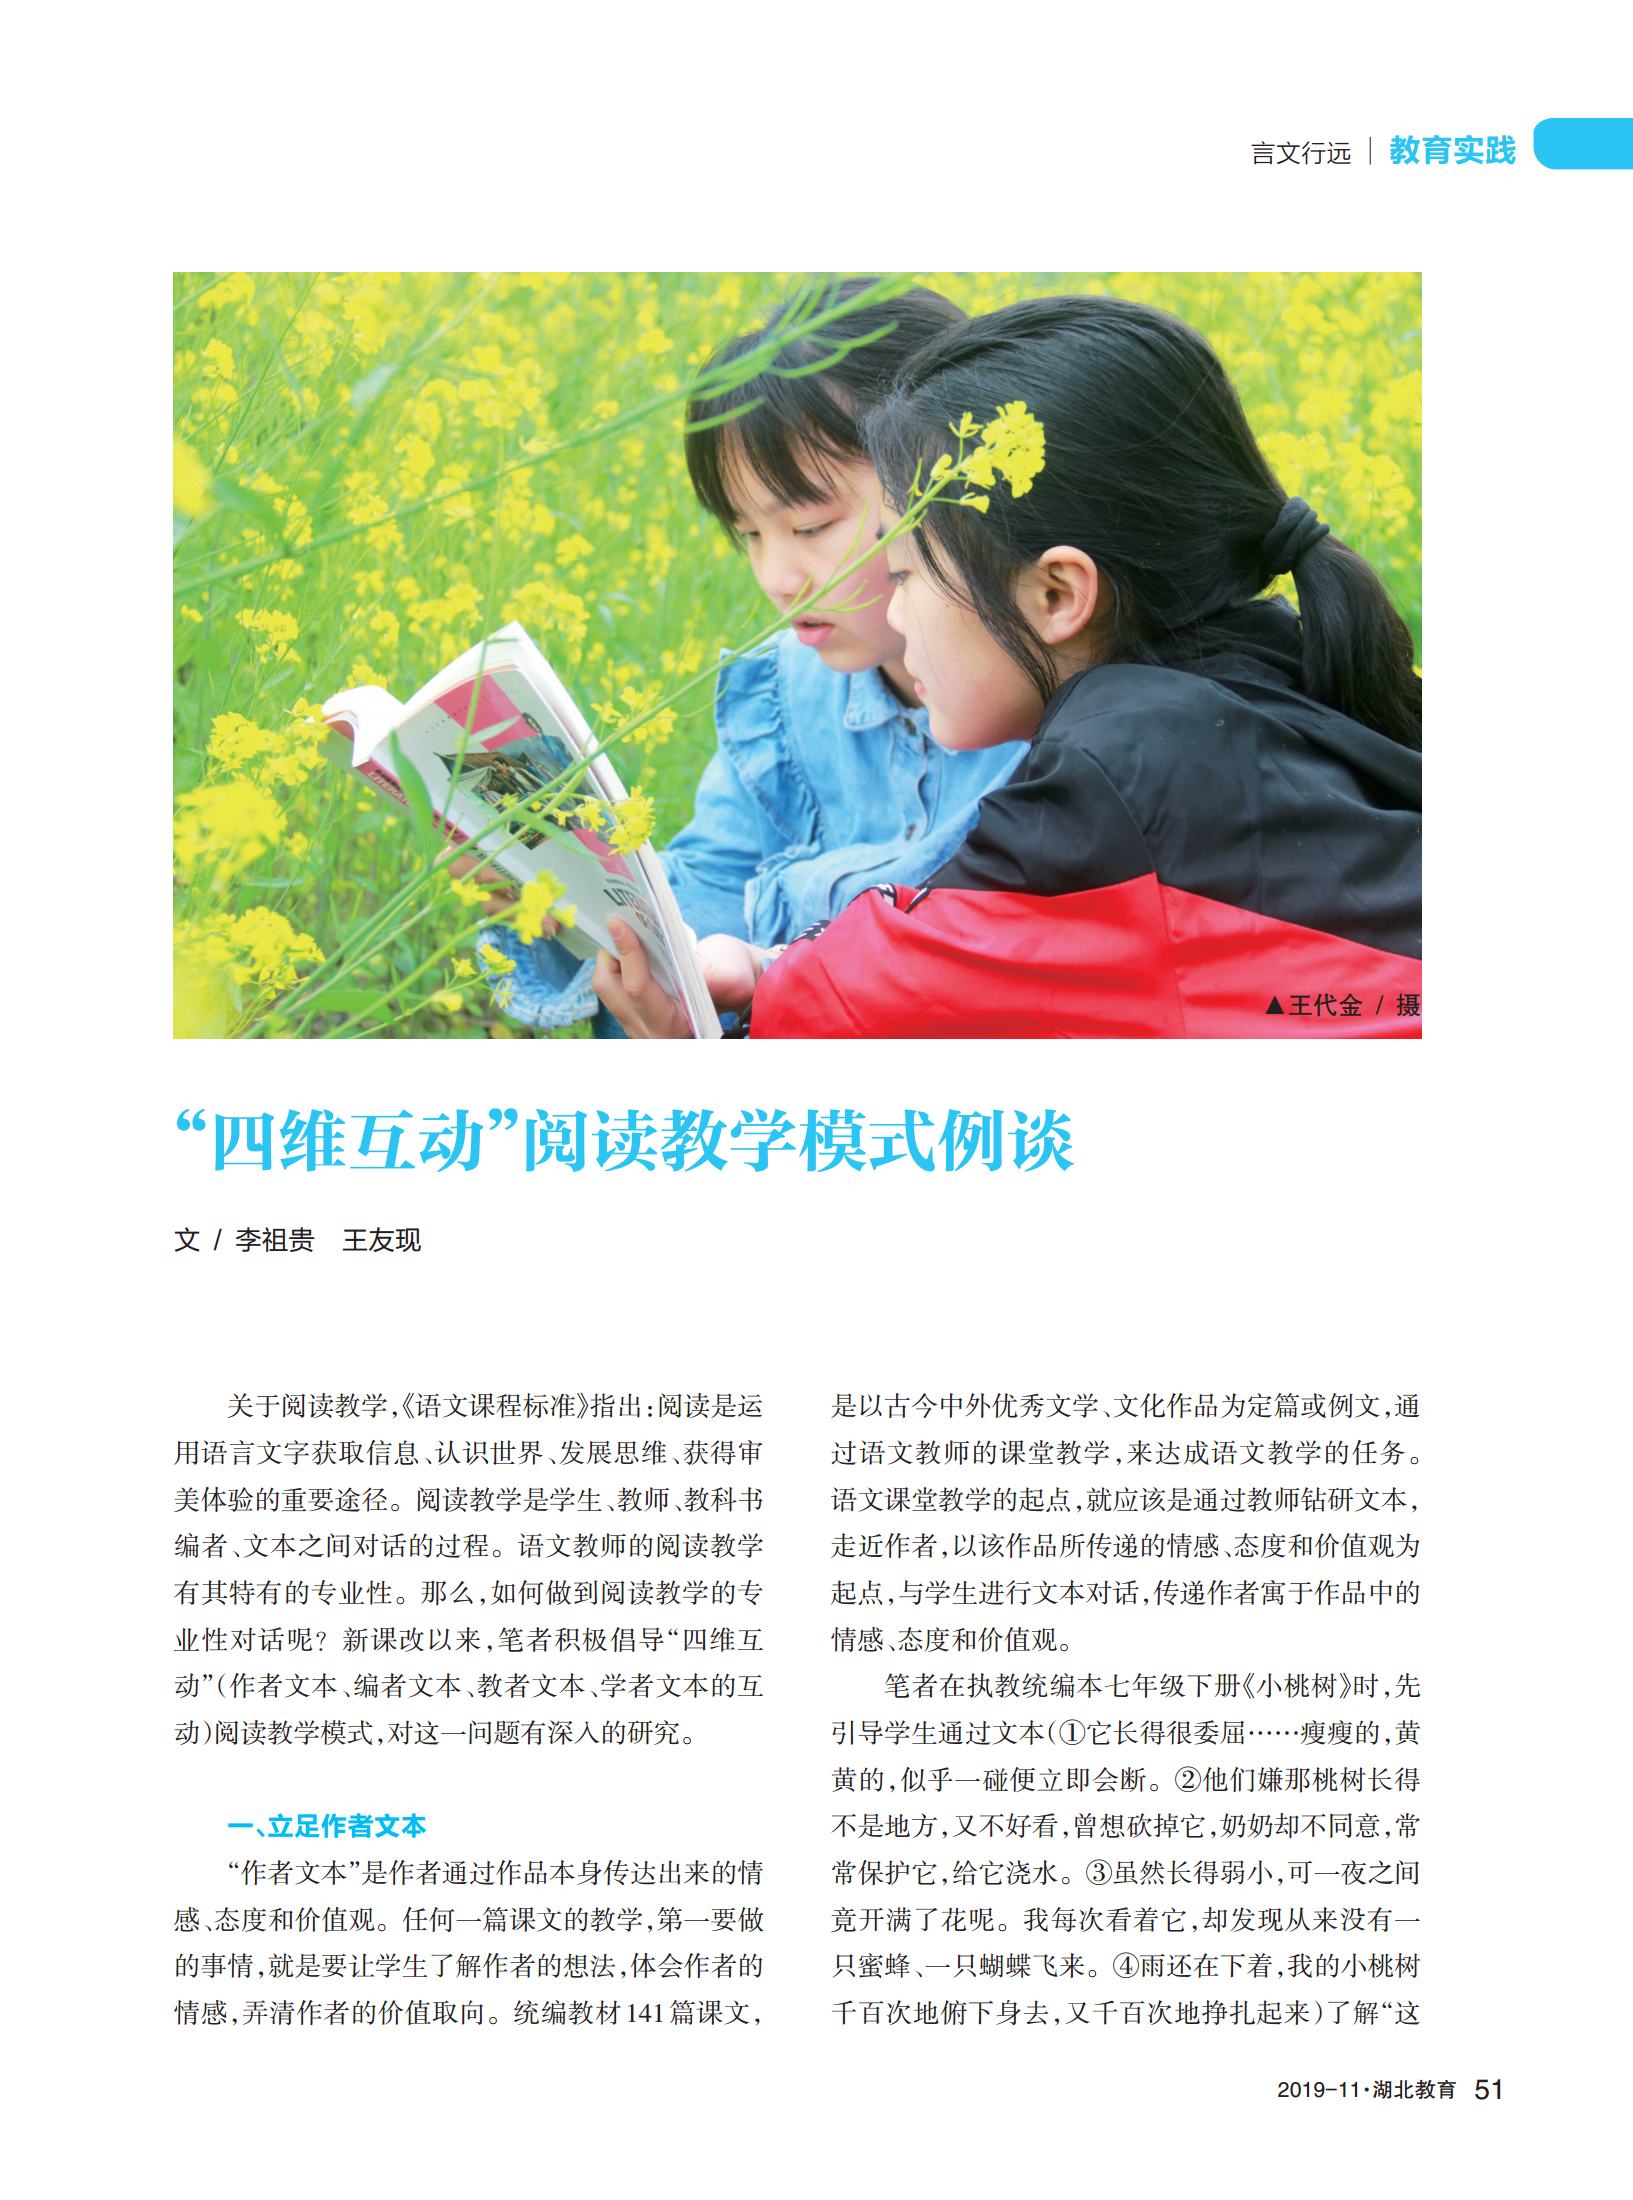 言文行远 | 教育实践
▲王代金 / 摄
“四维互动”阅读教学模式例谈
文 / 李祖贵 王友现
关于阅读教学,《语文课程标准》指出:阅读是运
用语言文字获取信息、认识世界、发展思维、获得审
美体验的重要途径。阅读教学是学生、教师、教科书
编者、文本之间对话的过程。语文教师的阅读教学
有其特有的专业性。那么,如何做到阅读教学的专
业性对话呢?新课改以来,笔者积极倡导“四维互
动”(作者文本、编者文本、教者文本、学者文本的互
动)阅读教学模式,对这一问题有深入的研究。
一、立足作者文本
“作者文本”是作者通过作品本身传达出来的情
感、态度和价值观。任何一篇课文的教学,第一要做
的事情,就是要让学生了解作者的想法,体会作者的
情感,弄清作者的价值取向。统编教材141篇课文,
是以古今中外优秀文学、文化作品为定篇或例文,通
过语文教师的课堂教学,来达成语文教学的任务。
语文课堂教学的起点,就应该是通过教师钻研文本,
走近作者,以该作品所传递的情感、态度和价值观为
起点,与学生进行文本对话,传递作者寓于作品中的
情感、态度和价值观。
笔者在执教统编本七年级下册《小桃树》时,先
引导学生通过文本(①它长得很委屈……瘦瘦的,黄
黄的,似乎一碰便立即会断。②他们嫌那桃树长得
不是地方,又不好看,曾想砍掉它,奶奶却不同意,常
常保护它,给它浇水。③虽然长得弱小,可一夜之间
竟开满了花呢。我每次看着它,却发现从来没有一
只蜜蜂、一只蝴蝶飞来。④雨还在下着,我的小桃树
千百次地俯下身去,又千百次地挣扎起来)了解“这
2019-11·湖北教育 51